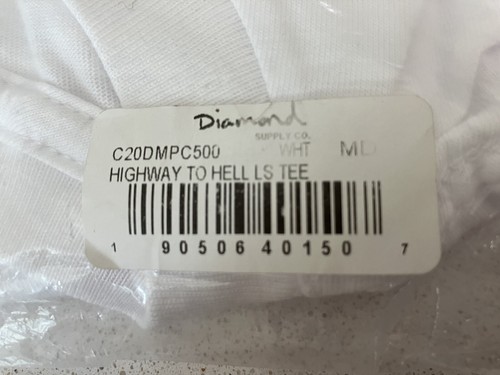 Diamond
SUPPLY CO.
C20DMPC500 WHT MD
HIGHWAY TO HELL LS TEE
1 90506 40150 7